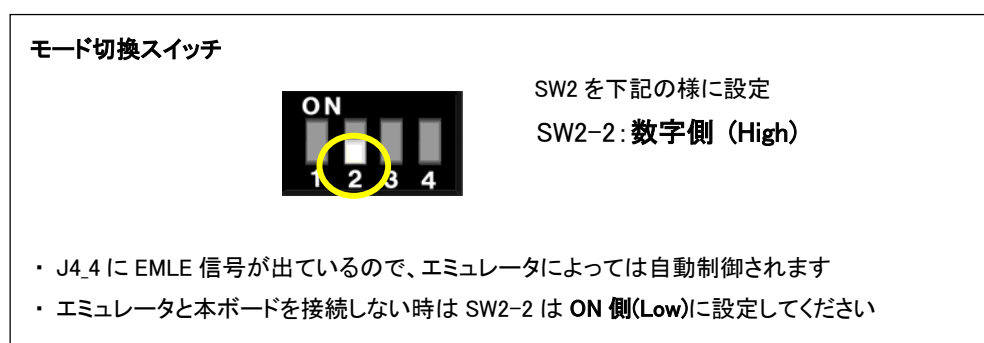 モード切換スイッチ
SW2 を下記の様に設定
ON
SW2-2：数字側 (High)
1 2 3 4
・ J4_4 に EMLE 信号が出ているので、エミュレータによっては自動制御されます
・ エミュレータと本ボードを接続しない時は SW2-2 は ON 側(Low)に設定してください